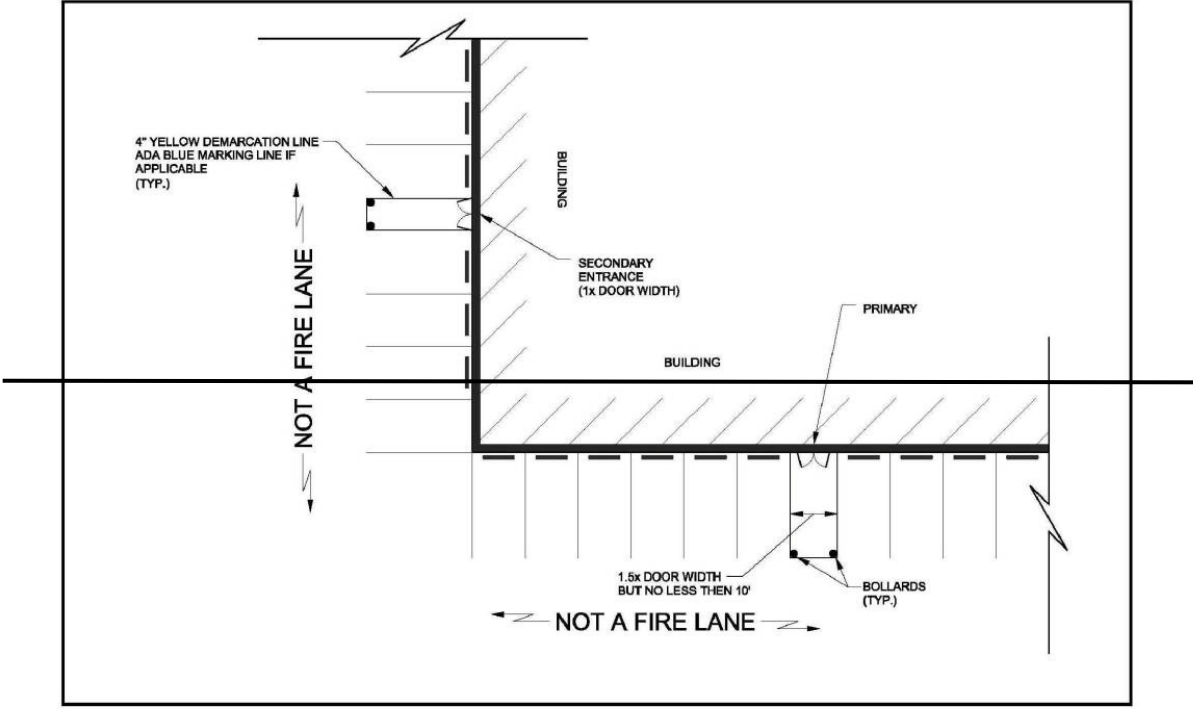 4" YELLOW DEMARCATION LINE
ADA BLUE MARKING LINE IF
APPLICABLE
(TYP.)
BUILDING
NOT A FIRE LANE
SECONDARY
ENTRANCE
(1x DOOR WIDTH)
PRIMARY
BUILDING
1.5x DOOR WIDTH
BUT NO LESS THEN 10'
BOLLARDS
(TYP.)
NOT A FIRE LANE